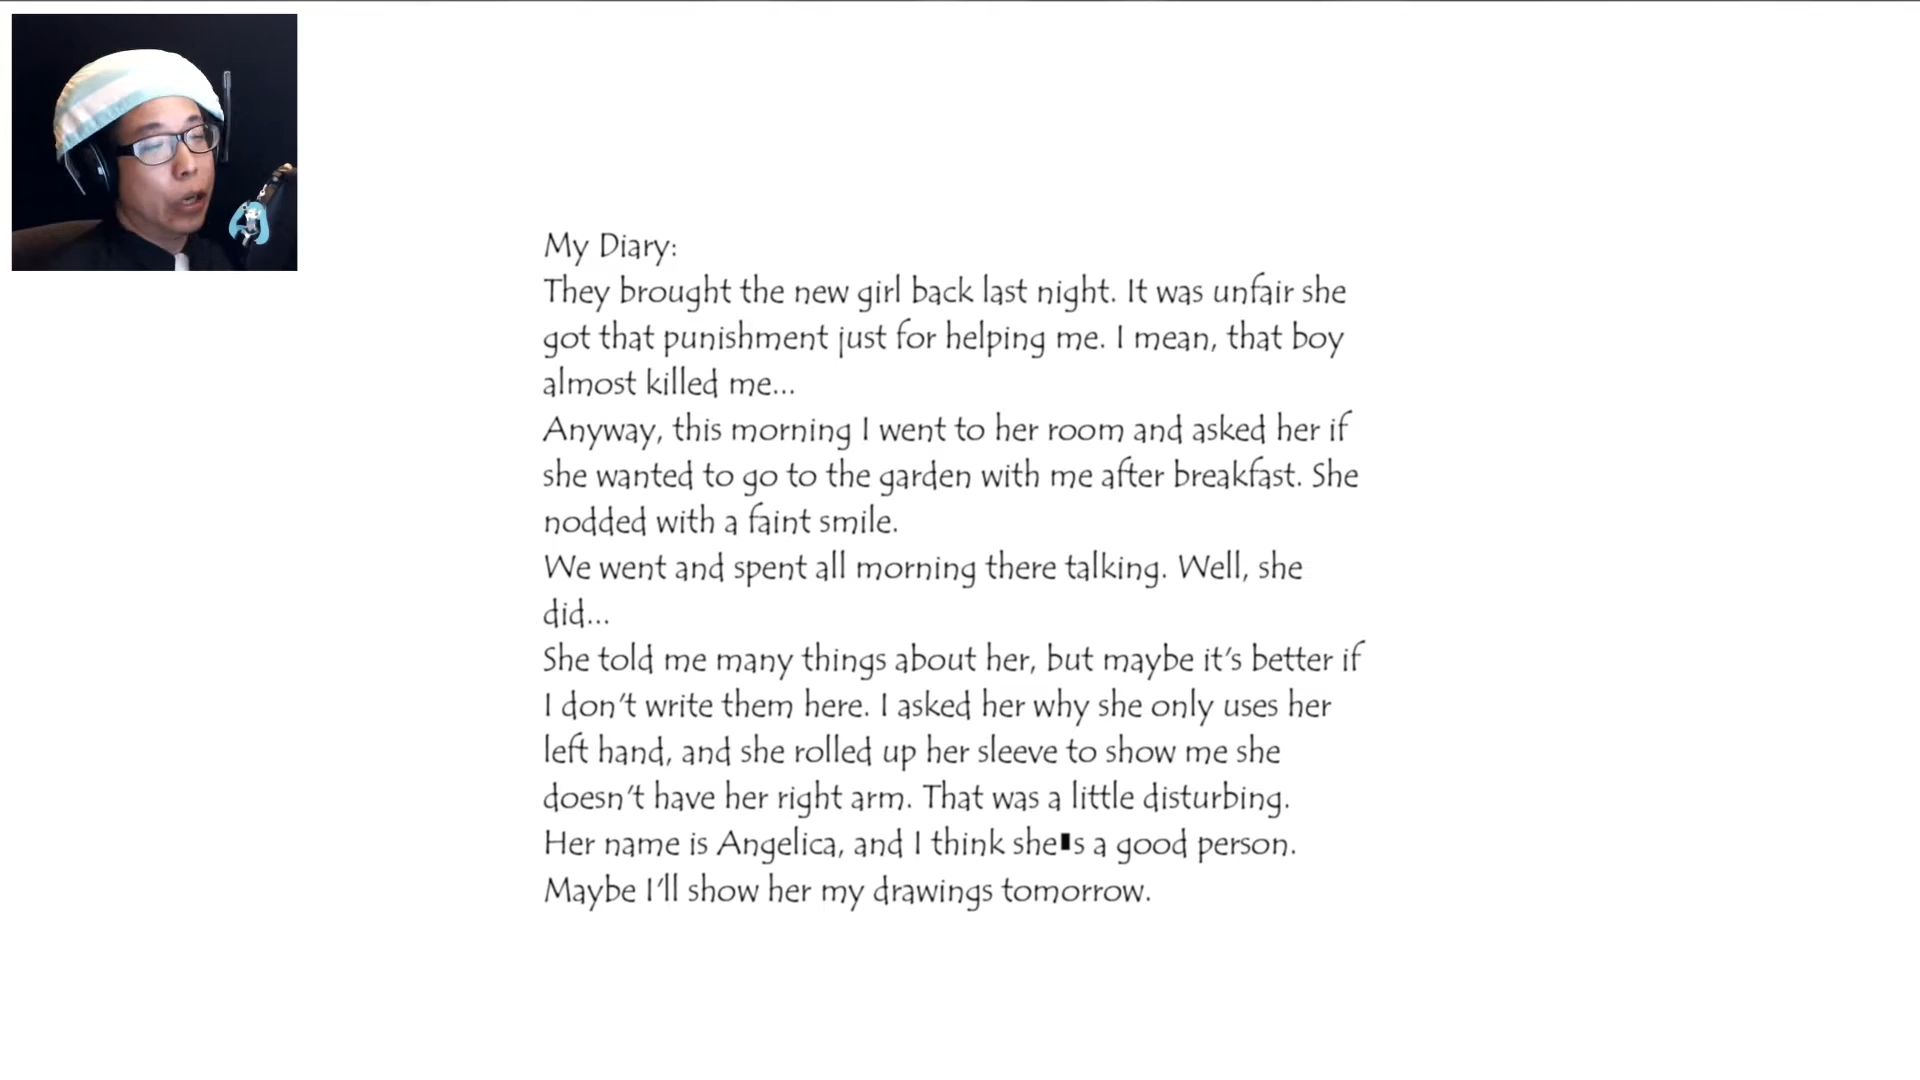 My Diary:
They brought the new girl back last night. It was unfair she
got that punishment just for helping me. I mean, that boy
almost killed me...
Anyway, this morning I went to her room and asked her if
she wanted to go to the garden with me after breakfast. She
nodded with a faint smile.
We went and spent all morning there talking. Well, she
did...
She told me many things about her, but maybe it's better if
I don't write them here. I asked her why she only uses her
left hand, and she rolled up her sleeve to show me she
doesn't have her right arm. That was a little disturbing.
Her name is Angelica, and I think she▮s a good person.
Maybe I'll show her my drawings tomorrow.